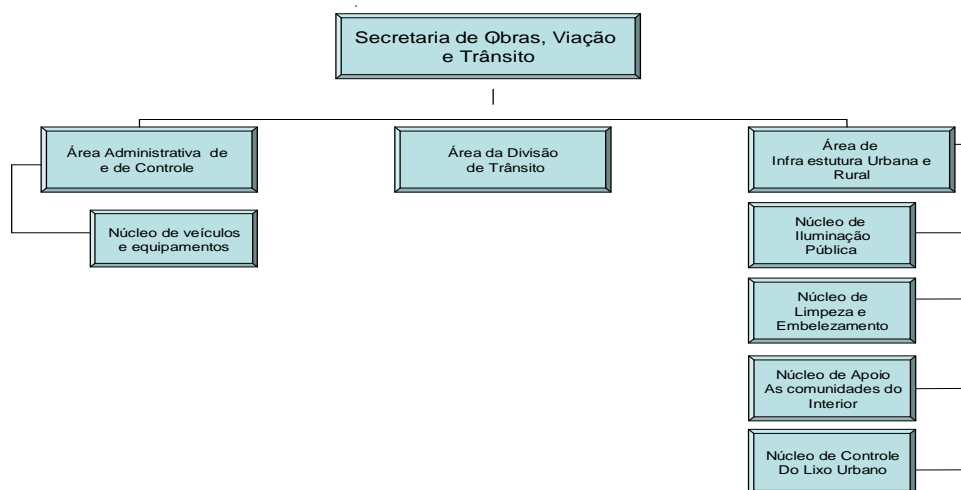 Secretaria de Obras, Viação
e Trânsito
Área Administrativa de
e de Controle
Área da Divisão
de Trânsito
Área de
Infra estutura Urbana e
Rural
Núcleo de veículos
e equipamentos
Núcleo de
Iluminação
Pública
Núcleo de
Limpeza e
Embelezamento
Núcleo de Apoio
As comunidades do
Interior
Núcleo de Controle
Do Lixo Urbano